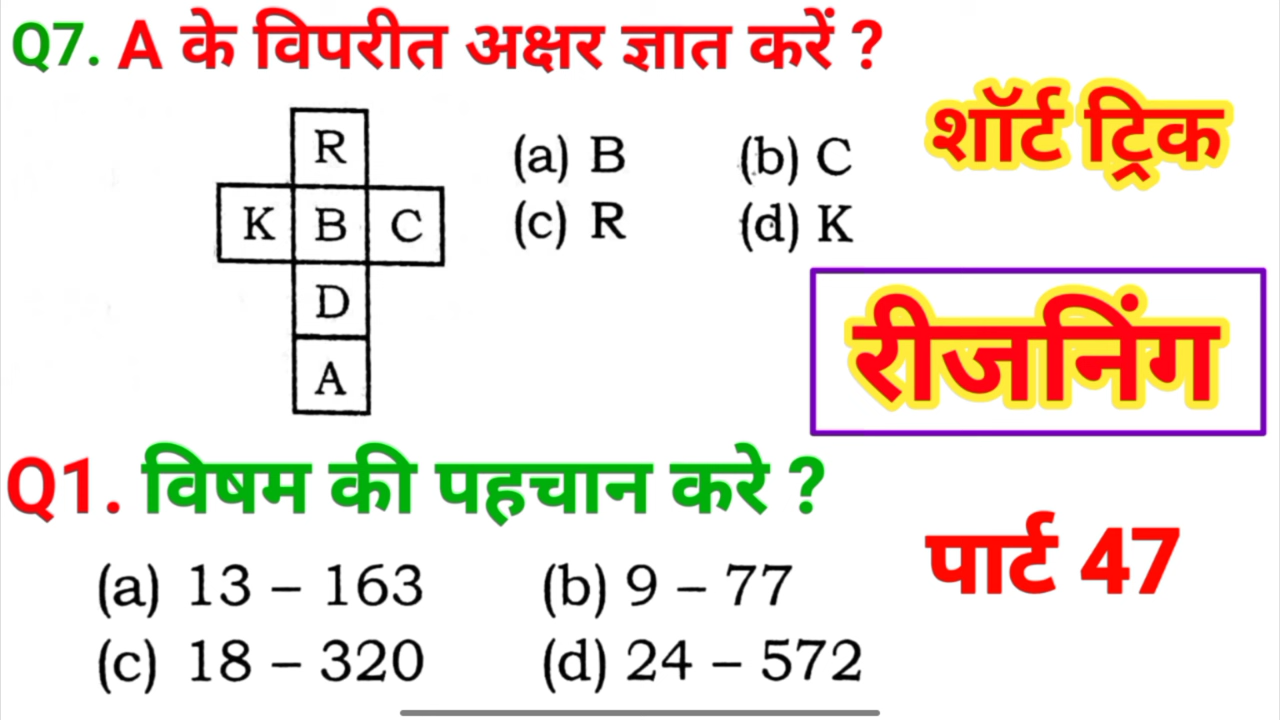 Q7. A के विपरीत अक्षर ज्ञात करें ?
शॉर्ट ट्रिक
R
K B C
D
A
(a) B (b) C
(c) R (d) K
रीजनिंग
Q1. विषम की पहचान करे ?
(a) 13 – 163 (b) 9 – 77
(c) 18 – 320 (d) 24 – 572
पार्ट 47